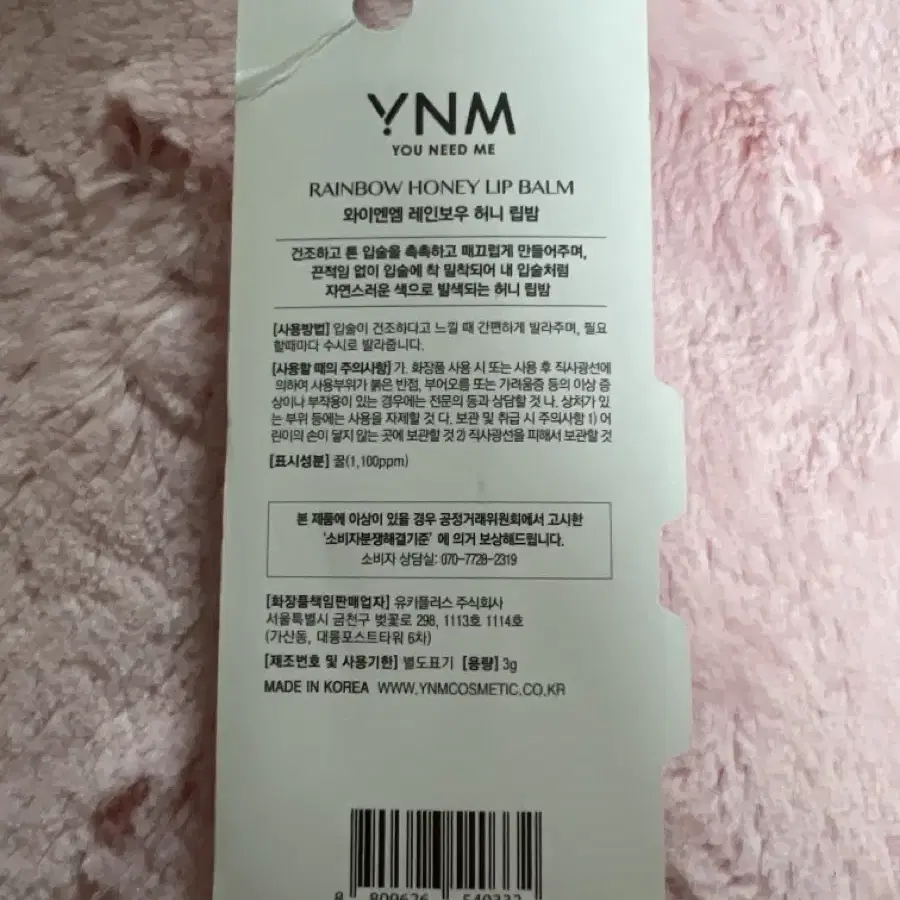 YNM
YOU NEED ME
RAINBOW HONEY LIP BALM
와이엔엠 레인보우 허니 립밤
건조하고 튼 입술을 촉촉하고 매끄럽게 만들어주며,
끈적임 없이 입술에 착 밀착되어 내 입술처럼
자연스러운 색으로 발색되는 허니 립밤
[사용방법] 입술이 건조하다고 느낄 때 간편하게 발라주며, 필요
할때마다 수시로 발라줍니다.
[사용할 때의 주의사항] 가. 화장품 사용 시 또는 사용 후 직사광선에
의하여 사용부위가 붉은 반점, 부어오름 또는 가려움증 등의 이상 증
상이나 부작용이 있는 경우에는 전문의 등과 상담할 것 나. 상처가 있
는 부위 등에는 사용을 자제할 것 다. 보관 및 취급 시 주의사항 1) 어
린이의 손이 닿지 않는 곳에 보관할 것 2) 직사광선을 피해서 보관할 것
[표시성분] 꿀(1,100ppm)
본 제품에 이상이 있을 경우 공정거래위원회에서 고시한
'소비자분쟁해결기준' 에 의거 보상해드립니다.
소비자 상담실: 070-7728-2319
[화장품책임판매업자] 유카플러스 주식회사
서울특별시 금천구 벚꽃로 298, 1113호 1114호
(가산동, 대륭포스트타워 6차)
[제조번호 및 사용기한] 별도표기 [용량] 3g
MADE IN KOREA WWW.YNMCOSMETIC.CO.KR
8 809626 540332